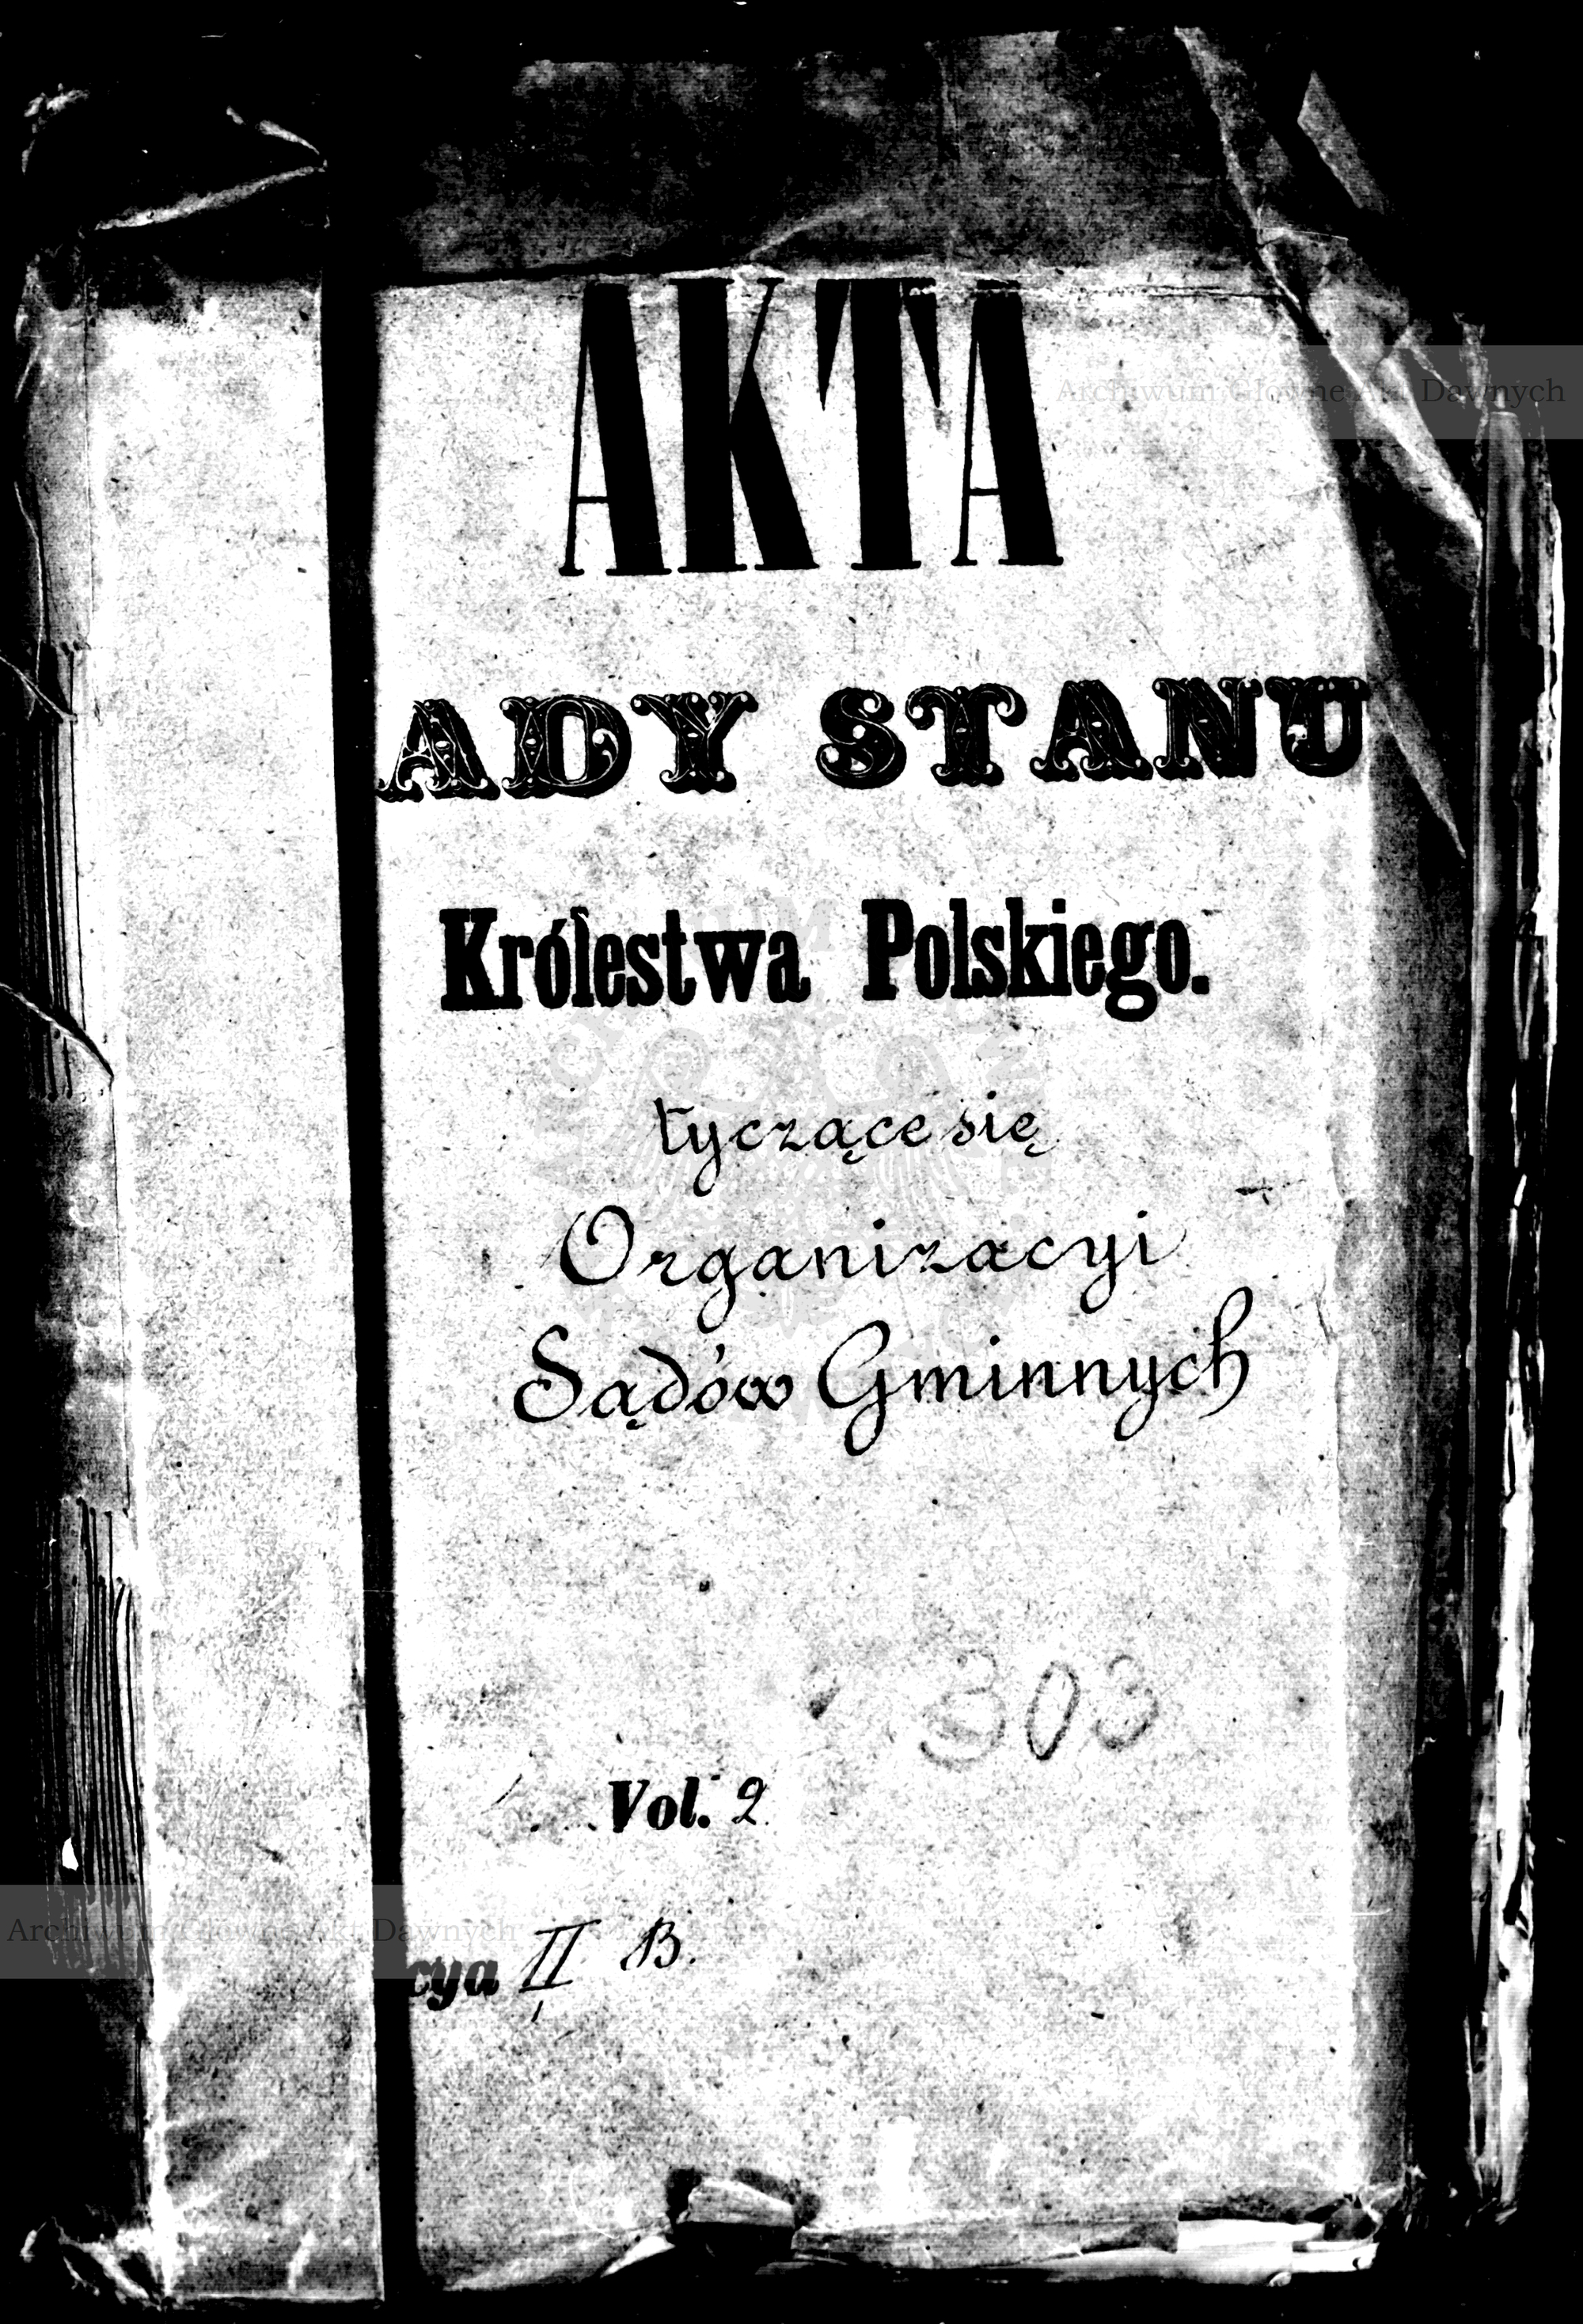 AKTA
ADY STANU
Królestwa Polskiego.
tyczące się
Organizacyi
Sądów Gminnych
303
Vol. 2
cya II B.
Archiwum Główne Akt Dawnych
Archiwum Główne Akt Dawnych